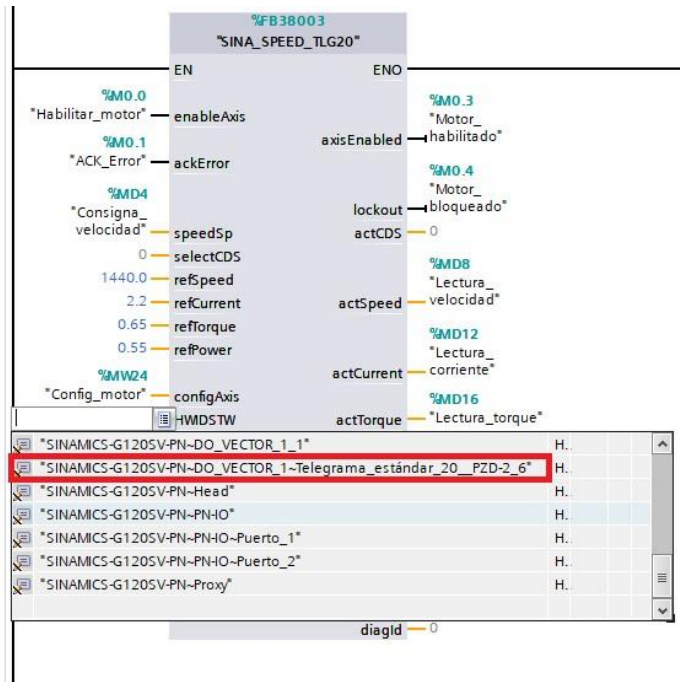 %FB38003
"SINA_SPEED_TLG20"
EN ENO
%M0.0
"Habilitar_motor" enableAxis
%M0.3
"Motor_
axisEnabled habilitado"
%M0.1
"ACK_Error" ackError
%M0.4
"Motor_
lockout bloqueado"
%MD4
"Consigna_
velocidad" speedSp
actCDS 0
0 selectCDS
1440.0 refSpeed
%MD8
"Lectura_
actSpeed velocidad"
2.2 refCurrent
0.65 refTorque
0.55 refPower
%MD12
"Lectura_
actCurrent corriente"
%MW24
"Config_motor" configAxis
%MD16
HWIDSTW actTorque "Lectura_torque"
"SINAMICS-G120SV-PN~DO_VECTOR_1_1" H.
"SINAMICS-G120SV-PN~DO_VECTOR_1~Telegrama_estándar_20__PZD-2_6" H.
"SINAMICS-G120SV-PN~Head" H.
"SINAMICS-G120SV-PN~PN-IO" H.
"SINAMICS-G120SV-PN~PN-IO~Puerto_1" H.
"SINAMICS-G120SV-PN~PN-IO~Puerto_2" H.
"SINAMICS-G120SV-PN~Proxy" H.
diagId 0